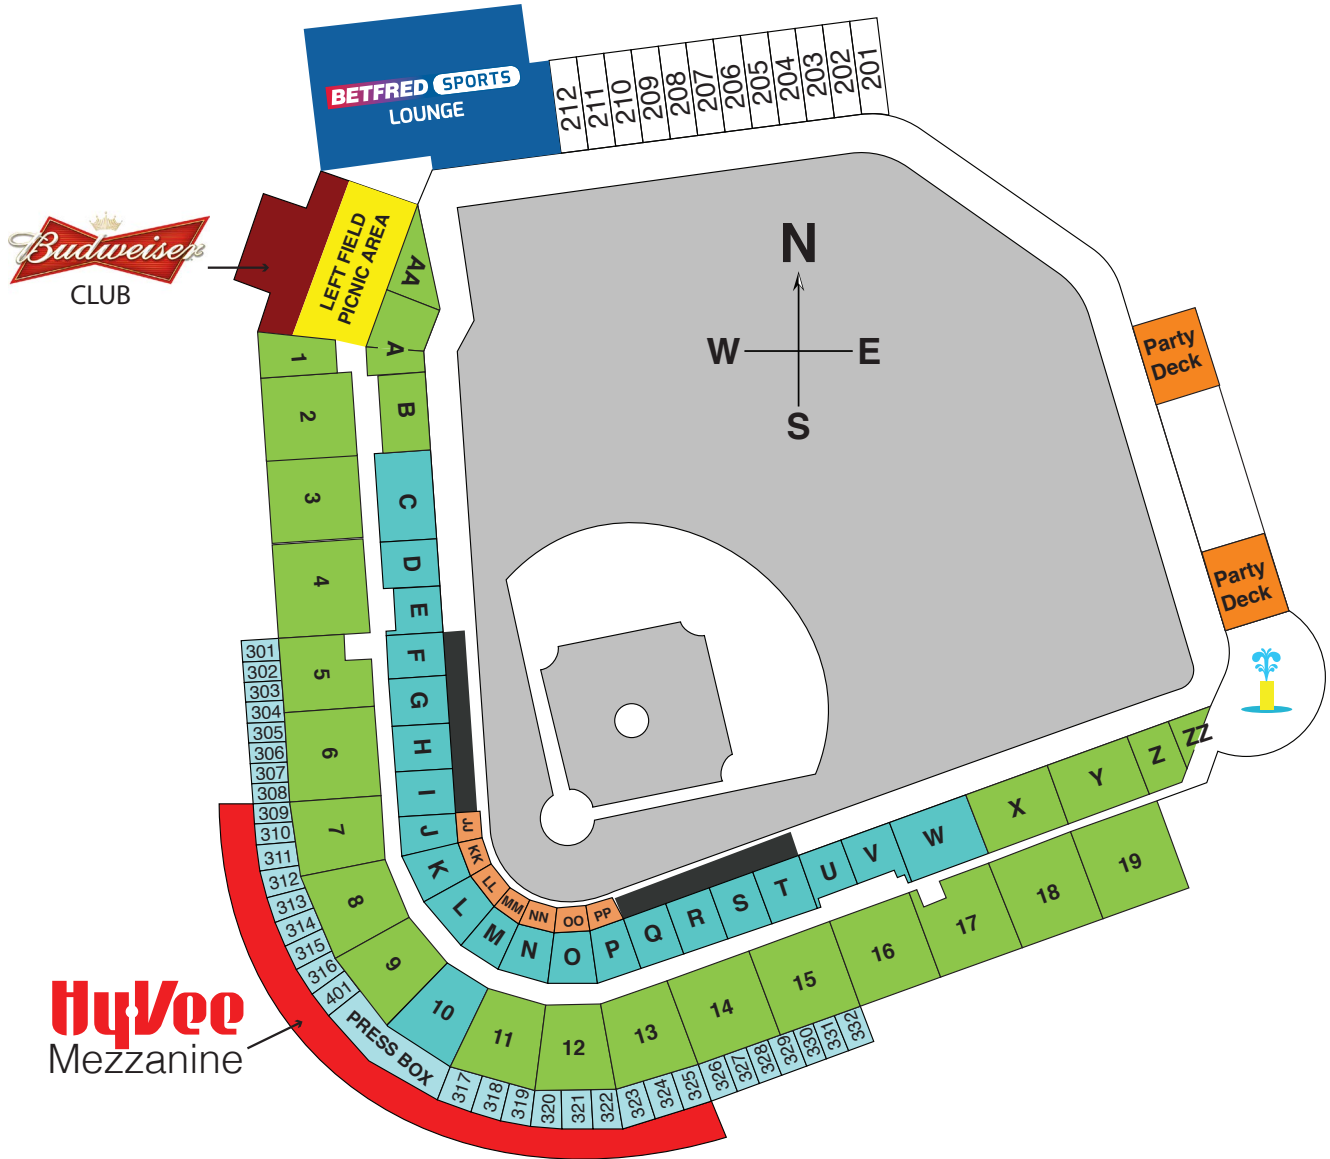 BETFRED SPORTS
LOUNGE
212
211
210
209
208
207
206
205
204
203
202
201
Budweiser
CLUB
LEFT FIELD
PICNIC AREA
AA
A
B
C
D
E
F
G
H
I
J
K
L
M
N
O
P
Q
R
S
T
U
V
W
X
Y
Z
ZZ
N
W E
S
Party
Deck
Party
Deck
1
2
3
4
5
6
7
8
9
10
11
12
13
14
15
16
17
18
19
JJ
KK
LL
MM
NN
OO
PP
301
302
303
304
305
306
307
308
309
310
311
312
313
314
315
316
401
PRESS BOX
317
318
319
320
321
322
323
324
325
326
327
328
329
330
331
332
HyVee
Mezzanine